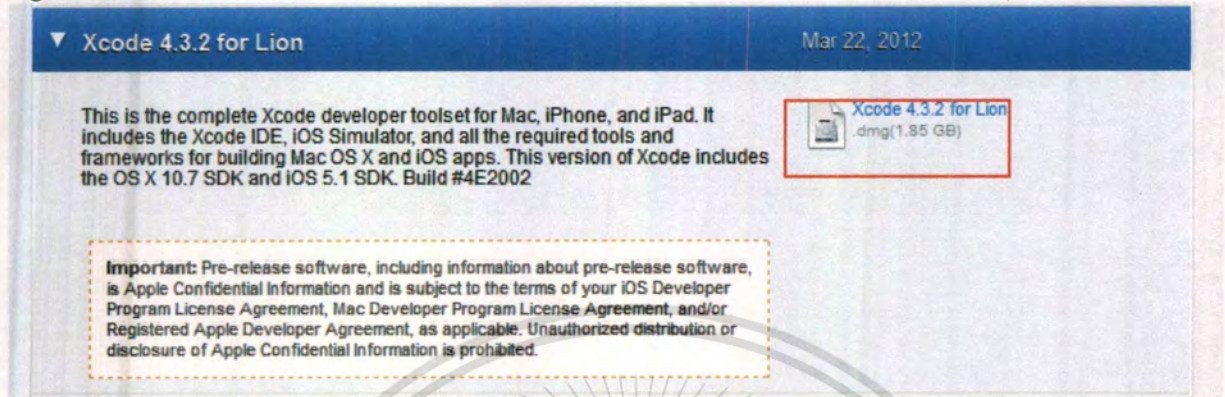 Xcode 4.3.2 for Lion
Mar 22, 2012
This is the complete Xcode developer toolset for Mac, iPhone, and iPad. It
includes the Xcode IDE, iOS Simulator, and all the required tools and
frameworks for building Mac OS X and iOS apps. This version of Xcode includes
the OS X 10.7 SDK and iOS 5.1 SDK. Build #4E2002
Xcode 4.3.2 for Lion
.dmg(1.85 GB)
Important: Pre-release software, including information about pre-release software,
is Apple Confidential Information and is subject to the terms of your iOS Developer
Program License Agreement, Mac Developer Program License Agreement, and/or
Registered Apple Developer Agreement, as applicable. Unauthorized distribution or
disclosure of Apple Confidential Information is prohibited.